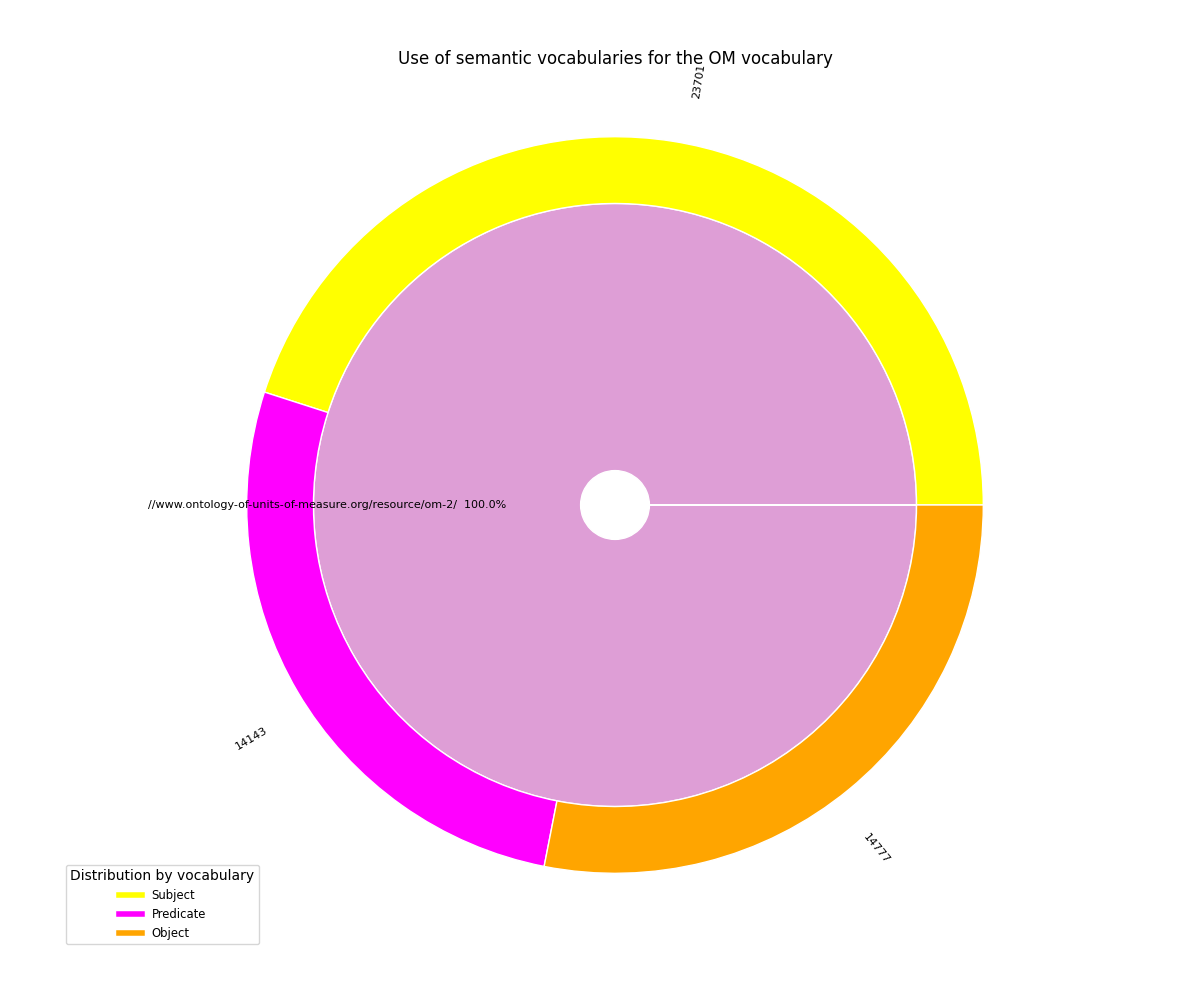 Use of semantic vocabularies for the OM vocabulary
23701
//www.ontology-of-units-of-measure.org/resource/om-2/  100.0%
14143
14777
Distribution by vocabulary
Subject
Predicate
Object